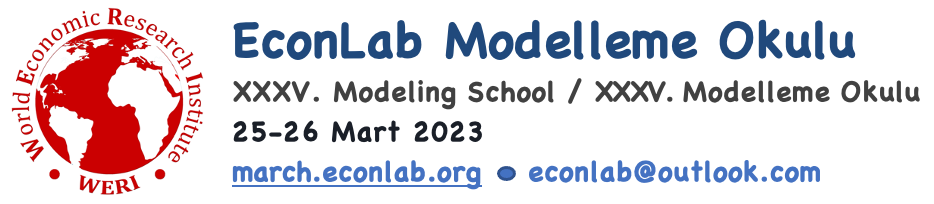 World Economic Research Institute
WERI
EconLab Modelleme Okulu
XXXV. Modeling School / XXXV. Modelleme Okulu
25-26 Mart 2023
march.econlab.org ● econlab@outlook.com